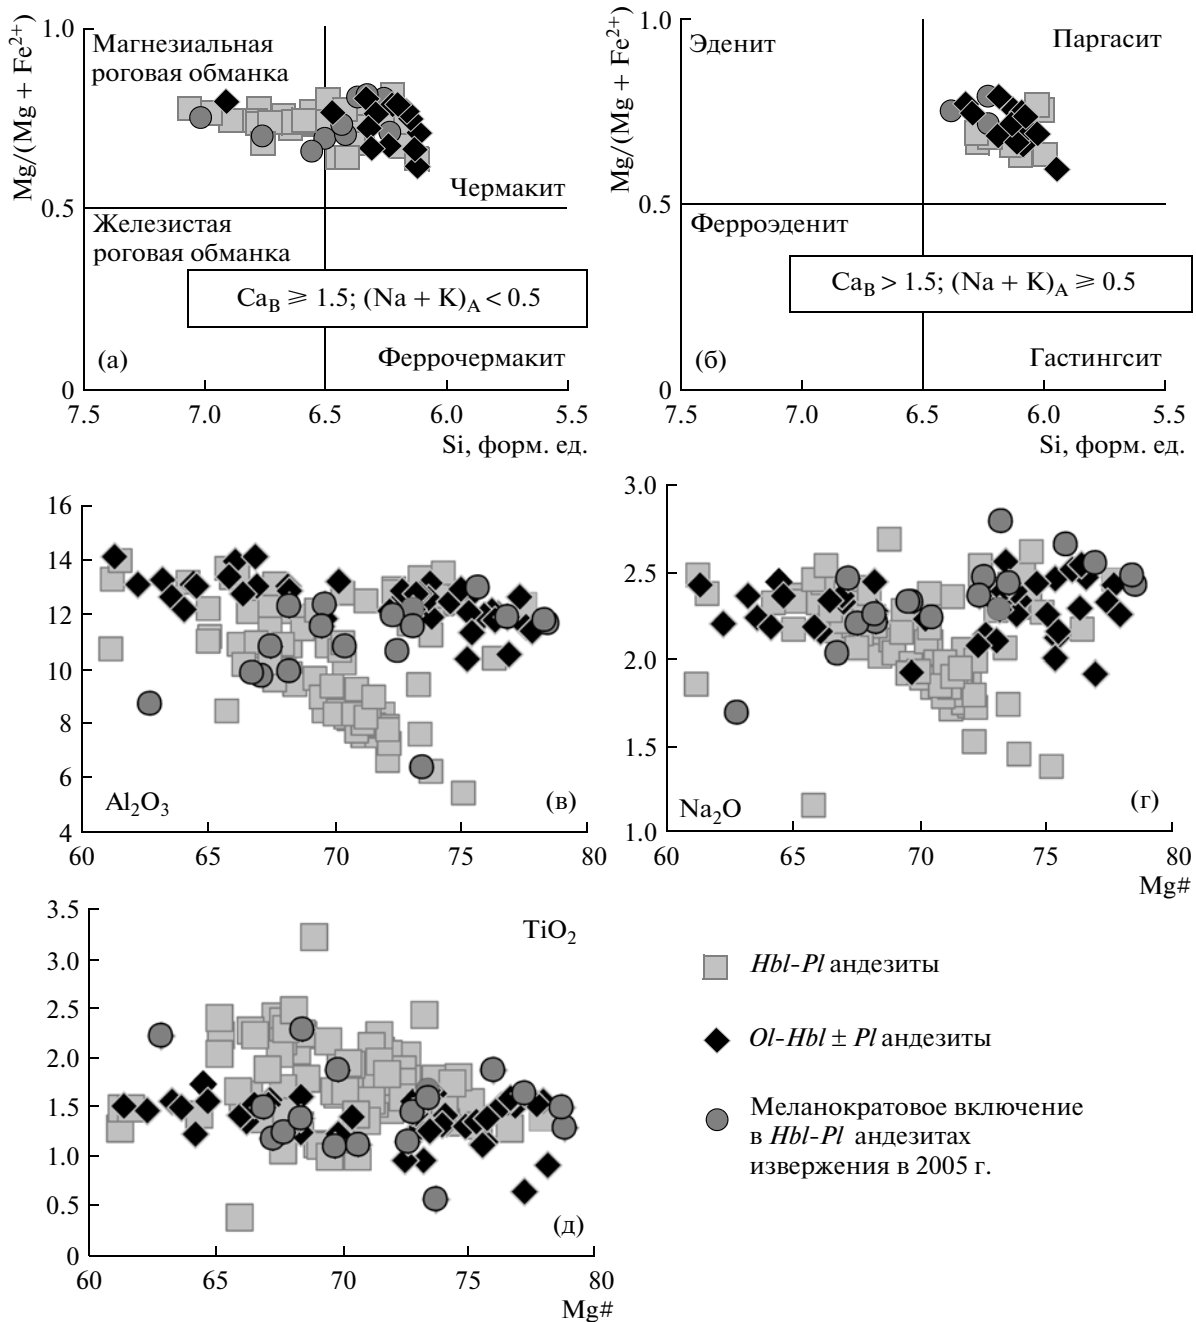 (а)
Mg/(Mg + Fe²⁺)
1.0
0.5
0
Магнезиальная
роговая обманка
Чермакит
Железистая
роговая обманка
Ca_B ⩾ 1.5; (Na + K)_A < 0.5
Феррочермакит
7.5 7.0 6.5 6.0 5.5
Si, форм. ед.
(б)
Mg/(Mg + Fe²⁺)
1.0
0.5
0
Эденит
Паргасит
Ферроэденит
Ca_B > 1.5; (Na + K)_A ⩾ 0.5
Гастингсит
7.5 7.0 6.5 6.0 5.5
Si, форм. ед.
16
14
12
10
8
6
4
Al₂O₃
(в)
60 65 70 75 80
3.0
2.5
2.0
1.5
1.0
Na₂O
(г)
60 65 70 75 80
Mg#
3.5
3.0
2.5
2.0
1.5
1.0
0.5
0
TiO₂
(д)
60 65 70 75 80
Mg#
Hbl-Pl андезиты
Ol-Hbl ± Pl андезиты
Меланократовое включение
в Hbl-Pl андезитах
извержения в 2005 г.